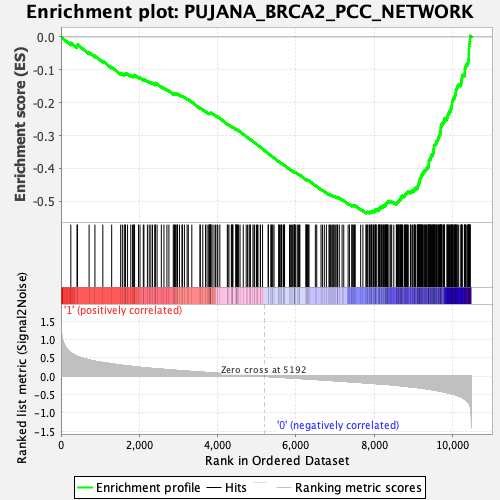 Enrichment plot: PUJANA_BRCA2_PCC_NETWORK
Enrichment score (ES)
0.0
-0.1
-0.2
-0.3
-0.4
-0.5
'1' (positively correlated)
Ranked list metric (Signal2Noise)
1.5
1.0
0.5
0.0
-0.5
-1.0
-1.5
Zero cross at 5192
'0' (negatively correlated)
0
2,000
4,000
6,000
8,000
10,000
Rank in Ordered Dataset
Enrichment profile
Hits
Ranking metric scores